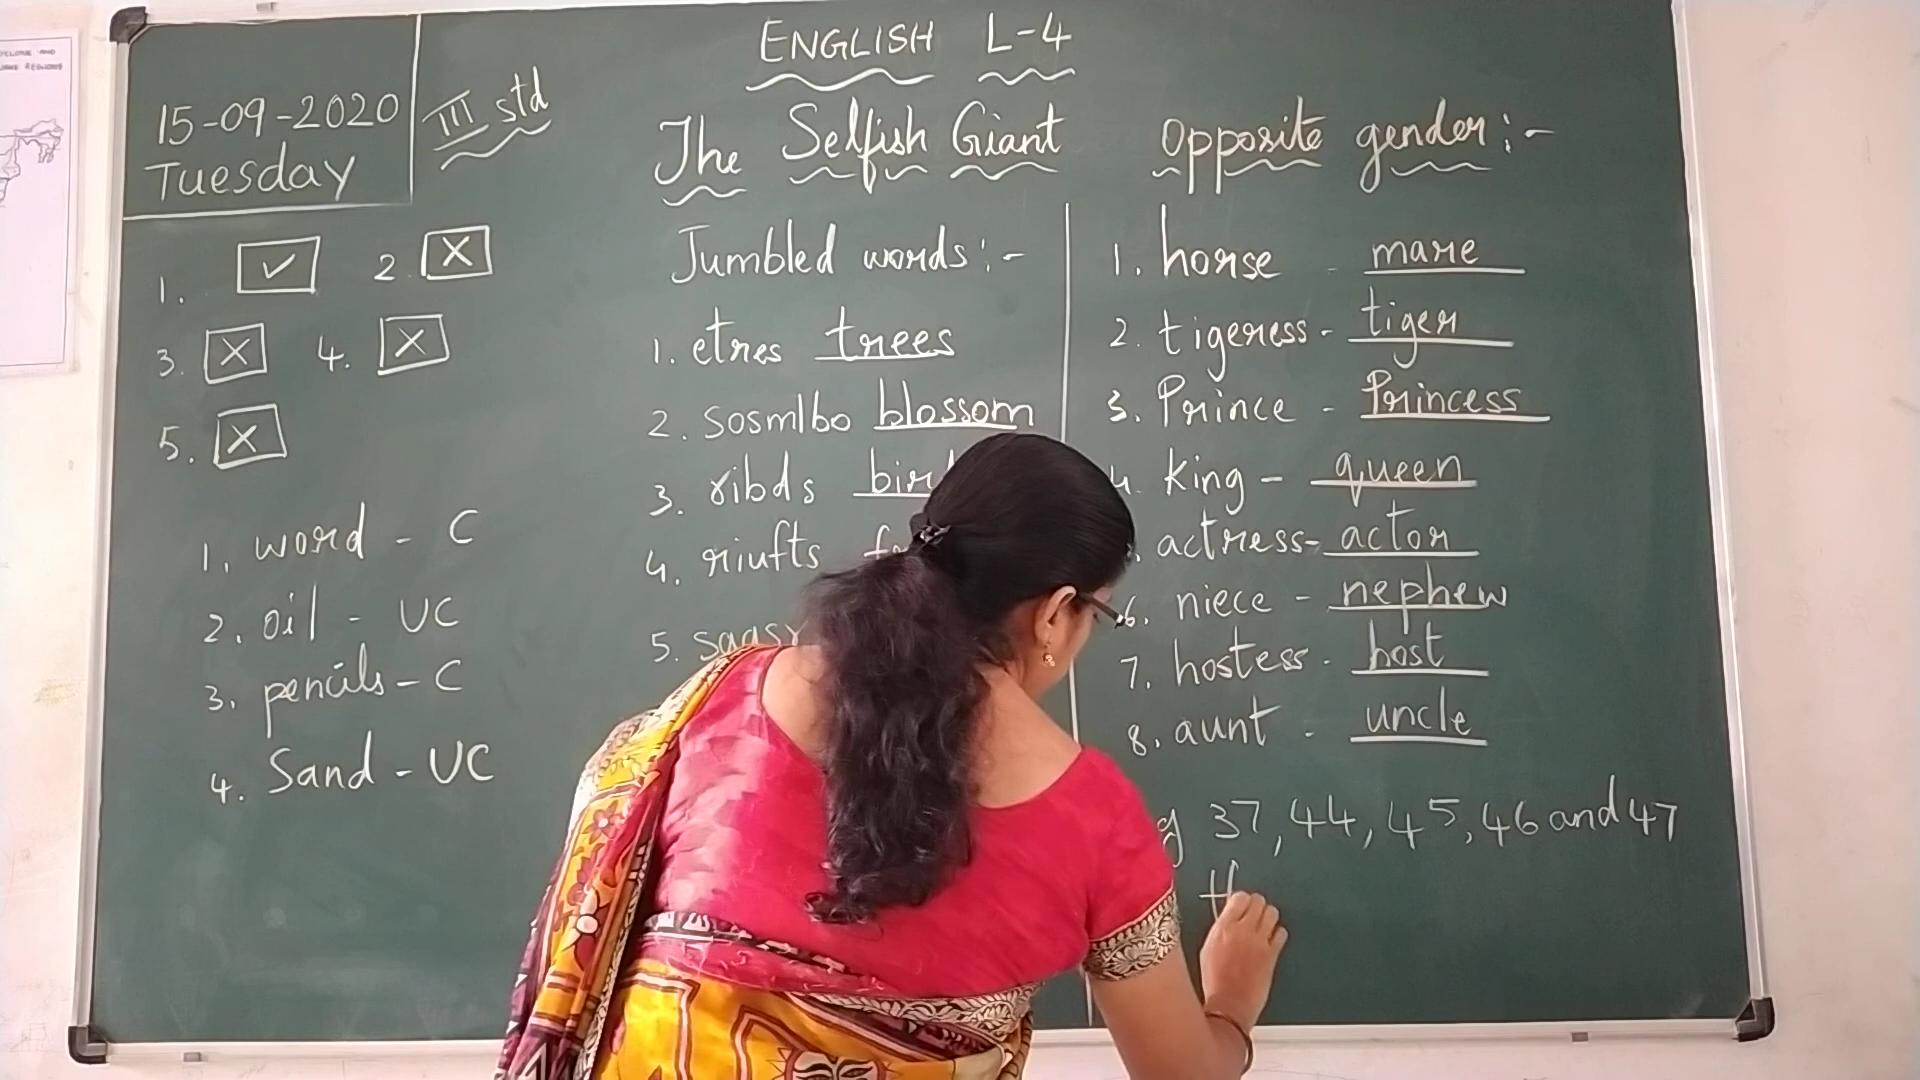 ENGLISH L-4
15-09-2020
Tuesday
III std
The Selfish Giant
1. ✓ 2. X
3. X 4. X
5. X
1. word - C
2. oil - UC
3. pencils - C
4. Sand - UC
Jumbled words :-
1. etres trees
2. sosmlbo blossom
3. ribds
4. riufts
5.
Opposite gender :-
1. horse - mare
2. tigeress - tiger
3. Prince - Princess
4. king - queen
actress - actor
6. niece - nephew
7. hostess - host
8. aunt - uncle
37, 44, 45, 46 and 47